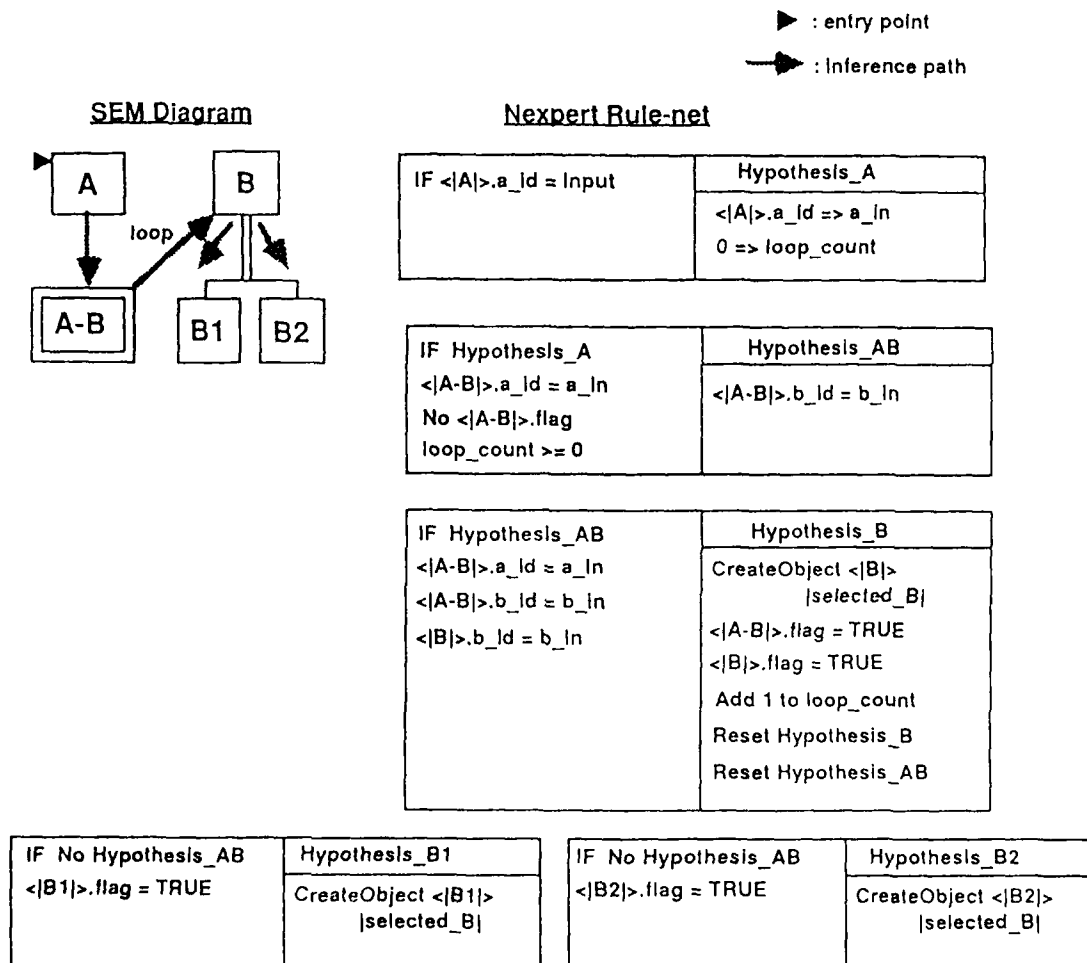 : entry point
: Inference path
SEM Diagram
Nexpert Rule-net
A
B
loop
A-B
B1
B2
IF <|A|>.a_id = Input
Hypothesis_A
<|A|>.a_id => a_in
0 => loop_count
IF Hypothesis_A
<|A-B|>.a_id = a_in
No <|A-B|>.flag
loop_count >= 0
Hypothesis_AB
<|A-B|>.b_id = b_in
IF Hypothesis_AB
<|A-B|>.a_id = a_in
<|A-B|>.b_id = b_in
<|B|>.b_id = b_in
Hypothesis_B
CreateObject <|B|>
|selected_B|
<|A-B|>.flag = TRUE
<|B|>.flag = TRUE
Add 1 to loop_count
Reset Hypothesis_B
Reset Hypothesis_AB
IF No Hypothesis_AB
<|B1|>.flag = TRUE
Hypothesis_B1
CreateObject <|B1|>
|selected_B|
IF No Hypothesis_AB
<|B2|>.flag = TRUE
Hypothesis_B2
CreateObject <|B2|>
|selected_B|